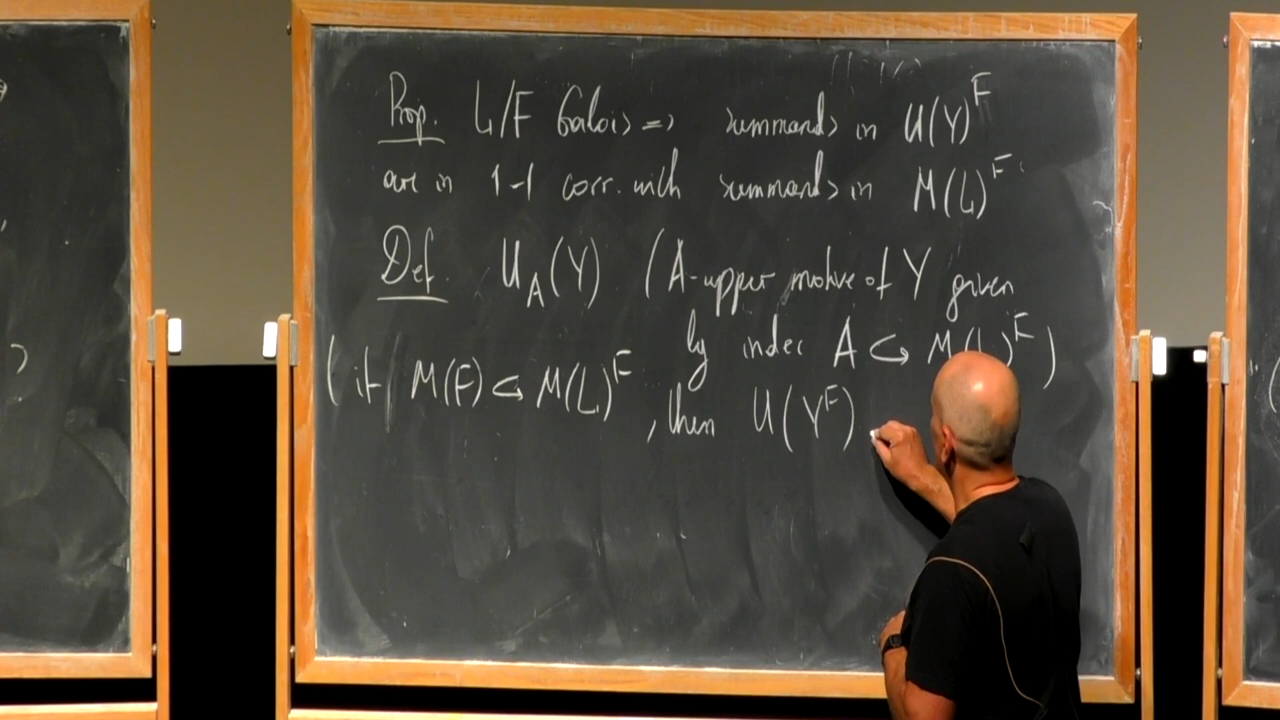 Prop. L/F Galois => summands in U(Y)^F
are in 1-1 corr. with summands in M(L)^F.
Def. U_A(Y) (A-upper motive of Y given
by indec A ↪ M(L)^F)
(if M(F) ↪ M(L)^F, then U(Y^F)